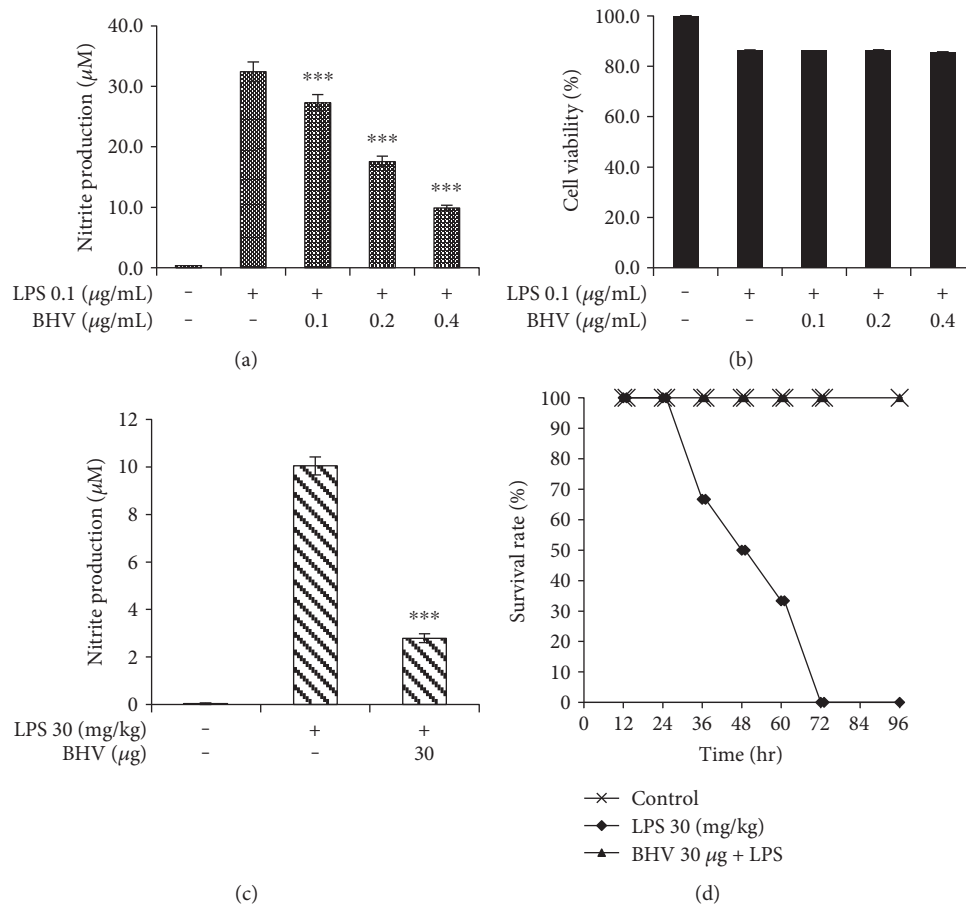 40.0
30.0
20.0
10.0
0.0
Nitrite production (μM)
***
***
***
LPS 0.1 (μg/mL) – + + + +
BHV (μg/mL) – – 0.1 0.2 0.4
(a)
100.0
80.0
60.0
40.0
20.0
0.0
Cell viability (%)
LPS 0.1 (μg/mL) – + + + +
BHV (μg/mL) – – 0.1 0.2 0.4
(b)
12
10
8
6
4
2
0
Nitrite production (μM)
***
LPS 30 (mg/kg) – + +
BHV (μg) – – 30
(c)
100
90
80
70
60
50
40
30
20
10
0
Survival rate (%)
0 12 24 36 48 60 72 84 96
Time (hr)
Control
LPS 30 (mg/kg)
BHV 30 μg + LPS
(d)